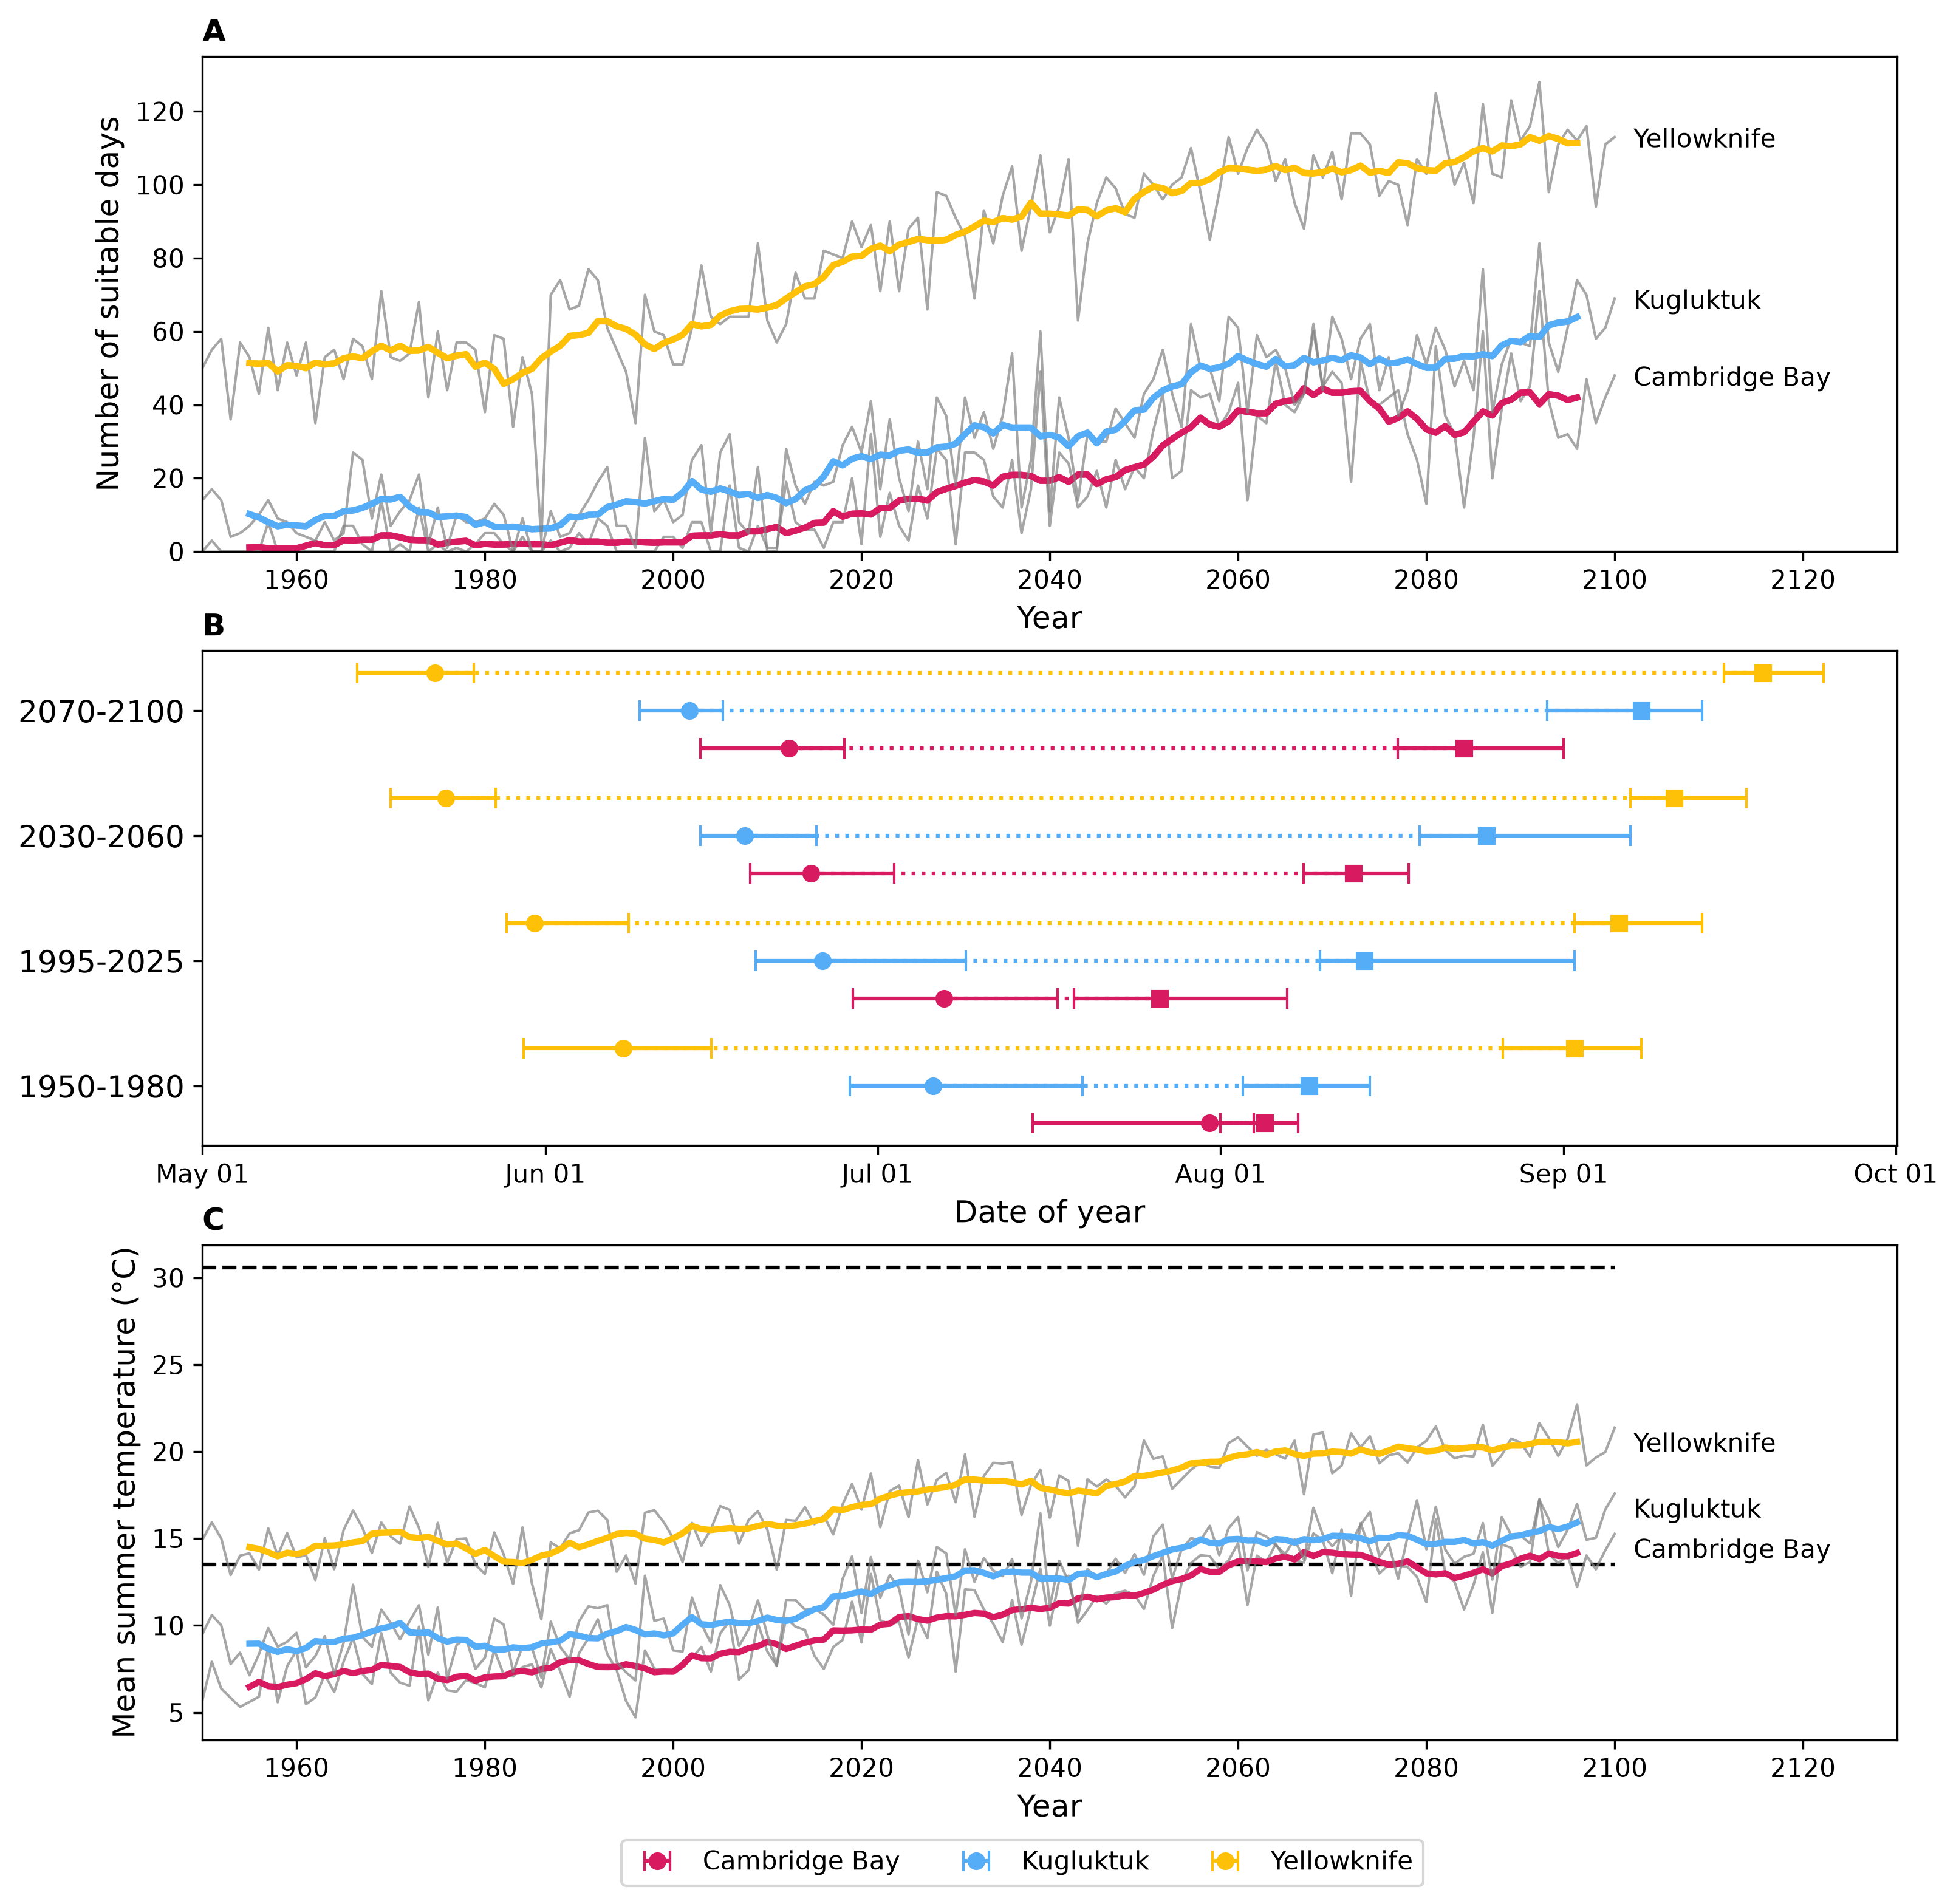 A
Number of suitable days
120
100
80
60
40
20
0
Yellowknife
Kugluktuk
Cambridge Bay
1960 1980 2000 2020 2040 2060 2080 2100 2120
Year
B
2070-2100
2030-2060
1995-2025
1950-1980
May 01 Jun 01 Jul 01 Aug 01 Sep 01 Oct 01
Date of year
C
Mean summer temperature (°C)
30
25
20
15
10
5
Yellowknife
Kugluktuk
Cambridge Bay
1960 1980 2000 2020 2040 2060 2080 2100 2120
Year
Cambridge Bay Kugluktuk Yellowknife